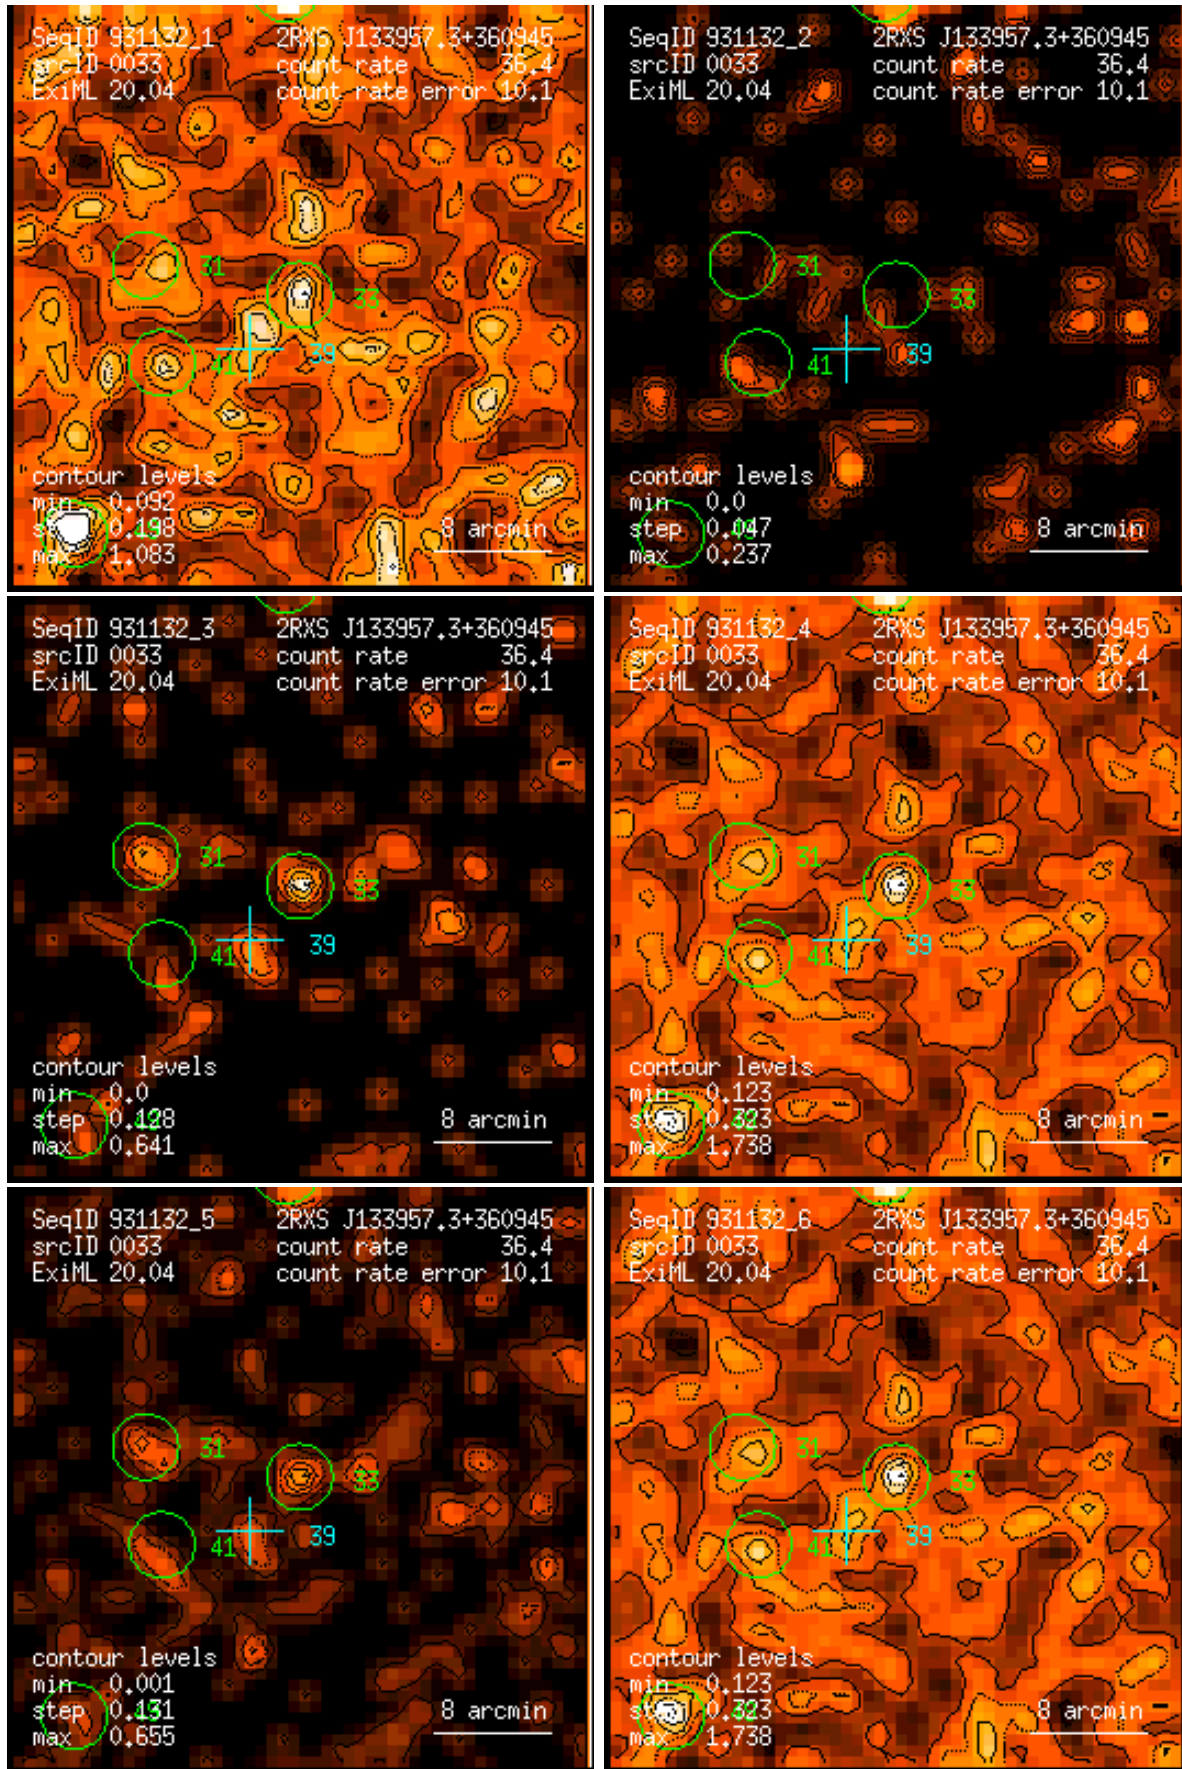 SeqID 931132_1 2RXS J133957.3+360945
srcID 0033 count rate 36.4
ExiML 20.04 count rate error 10.1
31
33
41 39
contour levels
min 0.092
step 0.198
max 1.083
8 arcmin
SeqID 931132_2 2RXS J133957.3+360945
srcID 0033 count rate 36.4
ExiML 20.04 count rate error 10.1
31
33
41 39
contour levels
min 0.0
step 0.047
max 0.237
8 arcmin
SeqID 931132_3 2RXS J133957.3+360945
srcID 0033 count rate 36.4
ExiML 20.04 count rate error 10.1
31
33
41 39
contour levels
min 0.0
step 0.128
max 0.641
8 arcmin
SeqID 931132_4 2RXS J133957.3+360945
srcID 0033 count rate 36.4
ExiML 20.04 count rate error 10.1
31
33
41 39
contour levels
min 0.123
step 0.323
max 1.738
8 arcmin
SeqID 931132_5 2RXS J133957.3+360945
srcID 0033 count rate 36.4
ExiML 20.04 count rate error 10.1
31
33
41 39
contour levels
min 0.001
step 0.131
max 0.655
8 arcmin
SeqID 931132_6 2RXS J133957.3+360945
srcID 0033 count rate 36.4
ExiML 20.04 count rate error 10.1
31
33
41 39
contour levels
min 0.123
step 0.323
max 1.738
8 arcmin